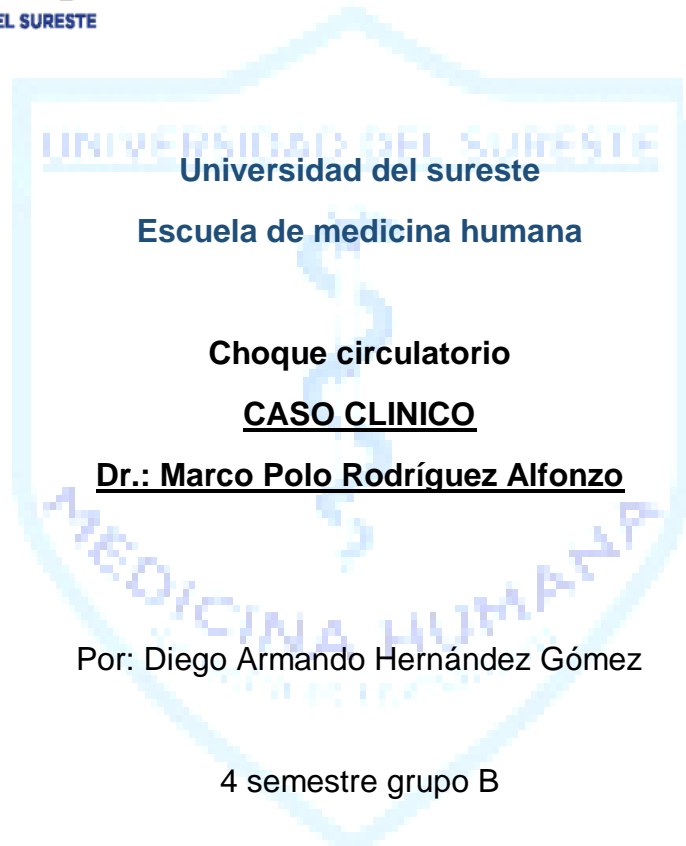 EL SURESTE
UNIVERSIDAD DEL SURESTE
Universidad del sureste
Escuela de medicina humana
Choque circulatorio
CASO CLINICO
Dr.: Marco Polo Rodríguez Alfonzo
MEDICINA HUMANA
Por: Diego Armando Hernández Gómez
4 semestre grupo B